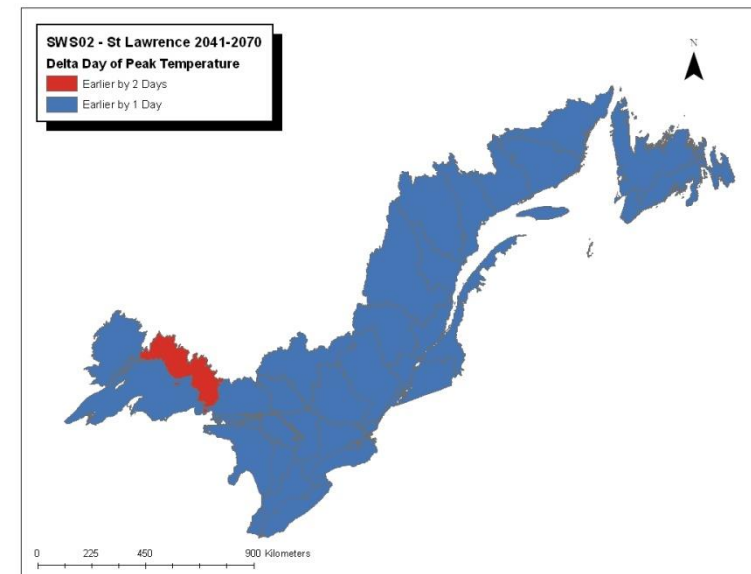 SWS02 - St Lawrence 2041-2070
Delta Day of Peak Temperature
Earlier by 2 Days
Earlier by 1 Day
N
0 225 450 900 Kilometers